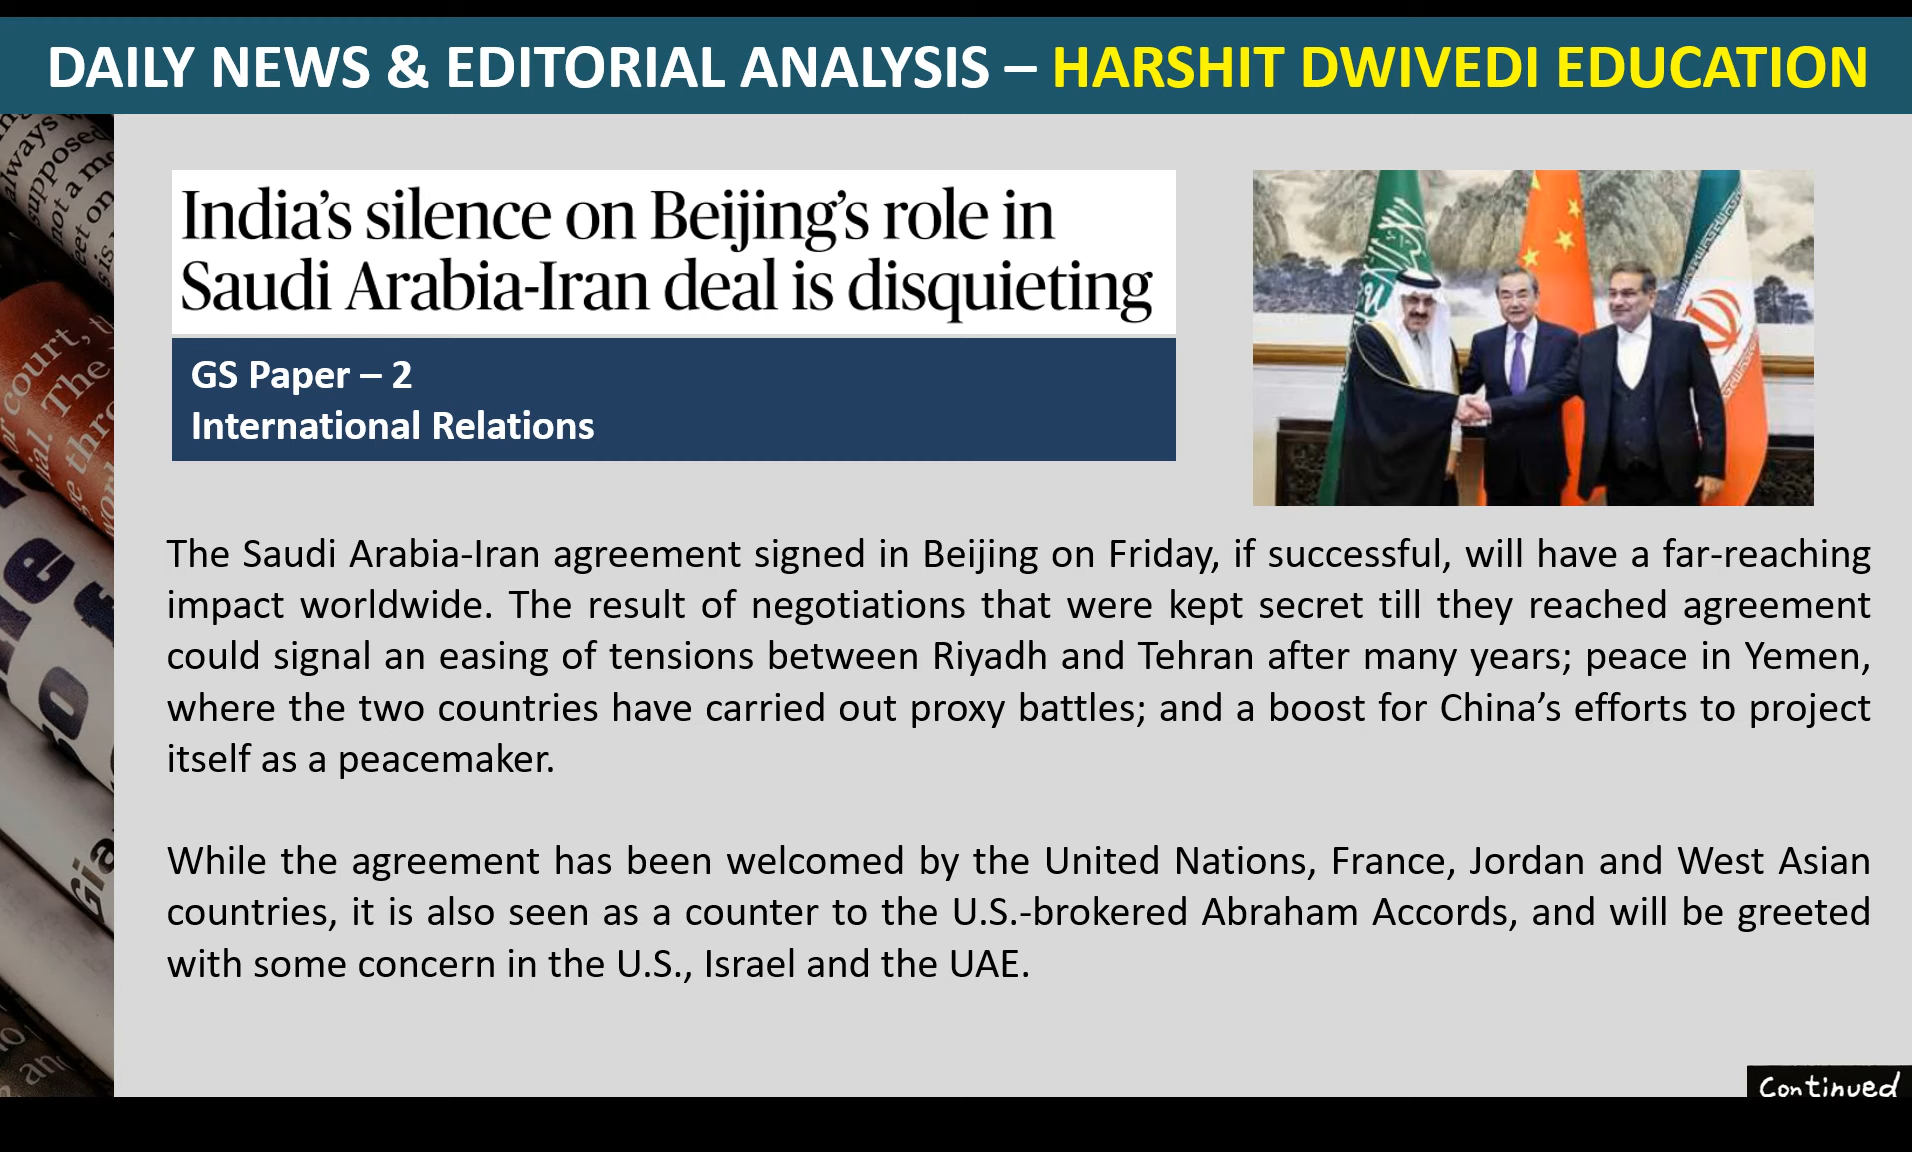 DAILY NEWS & EDITORIAL ANALYSIS – HARSHIT DWIVEDI EDUCATION
India’s silence on Beijing’s role in
Saudi Arabia-Iran deal is disquieting
GS Paper – 2
International Relations
The Saudi Arabia-Iran agreement signed in Beijing on Friday, if successful, will have a far-reaching
impact worldwide. The result of negotiations that were kept secret till they reached agreement
could signal an easing of tensions between Riyadh and Tehran after many years; peace in Yemen,
where the two countries have carried out proxy battles; and a boost for China’s efforts to project
itself as a peacemaker.
While the agreement has been welcomed by the United Nations, France, Jordan and West Asian
countries, it is also seen as a counter to the U.S.-brokered Abraham Accords, and will be greeted
with some concern in the U.S., Israel and the UAE.
Continued
always
supposed
not a
court,
The